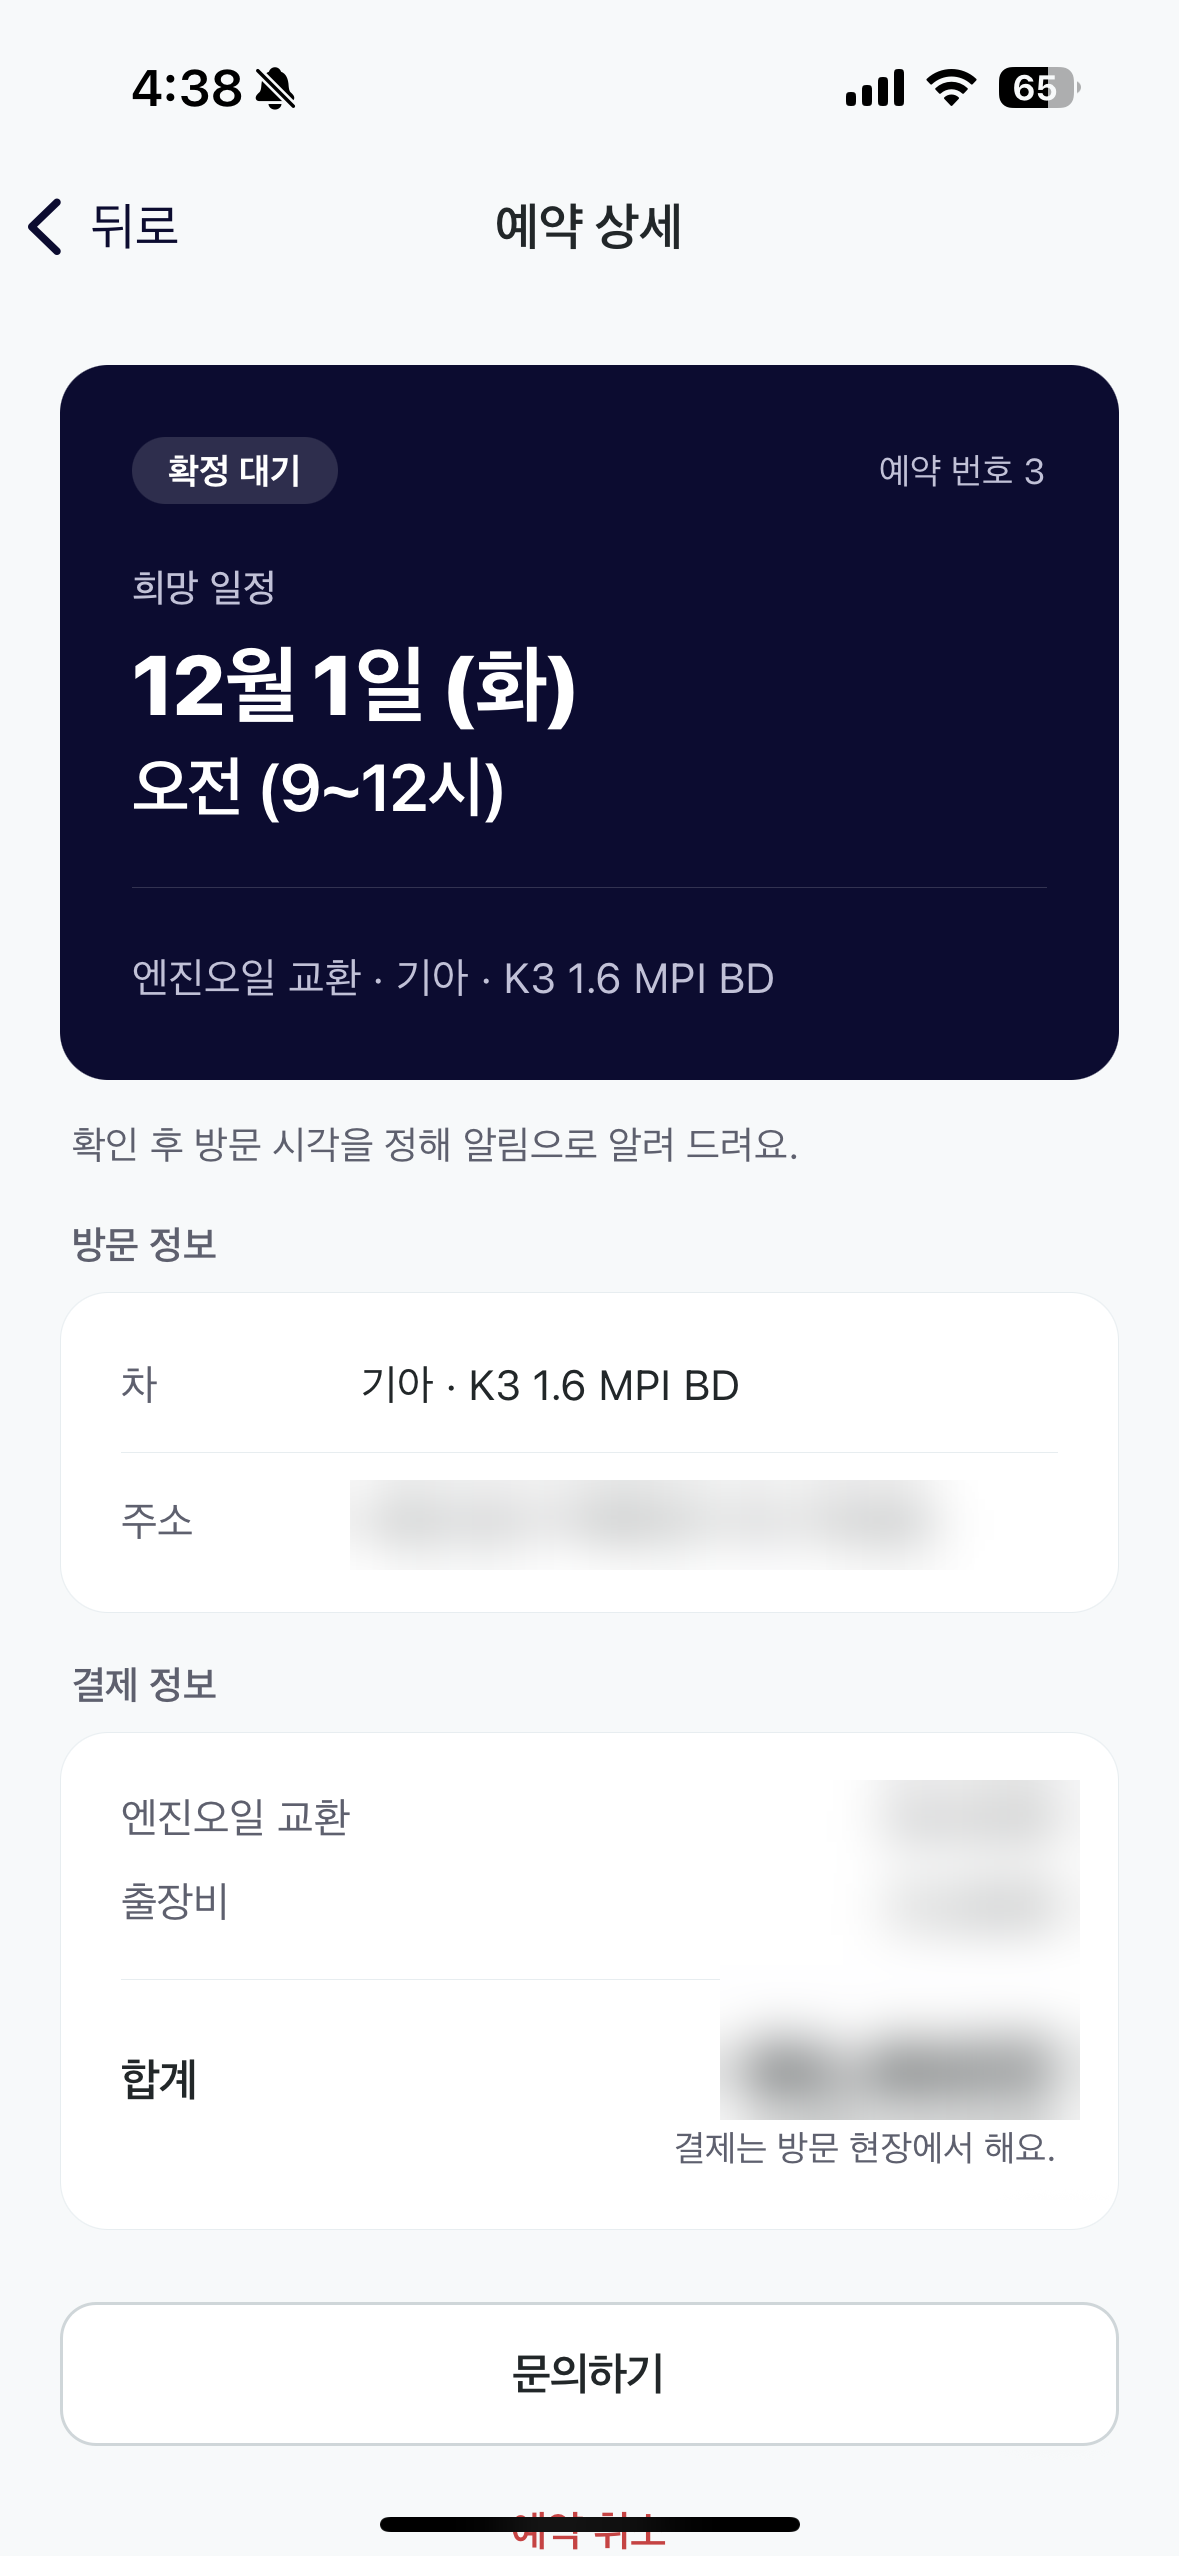 4:38
65
뒤로
예약 상세
확정 대기
예약 번호 3
희망 일정
12월 1일 (화)
오전 (9~12시)
엔진오일 교환 · 기아 · K3 1.6 MPI BD
확인 후 방문 시각을 정해 알림으로 알려 드려요.
방문 정보
차
기아 · K3 1.6 MPI BD
주소
결제 정보
엔진오일 교환
출장비
합계
결제는 방문 현장에서 해요.
문의하기
예약 취소